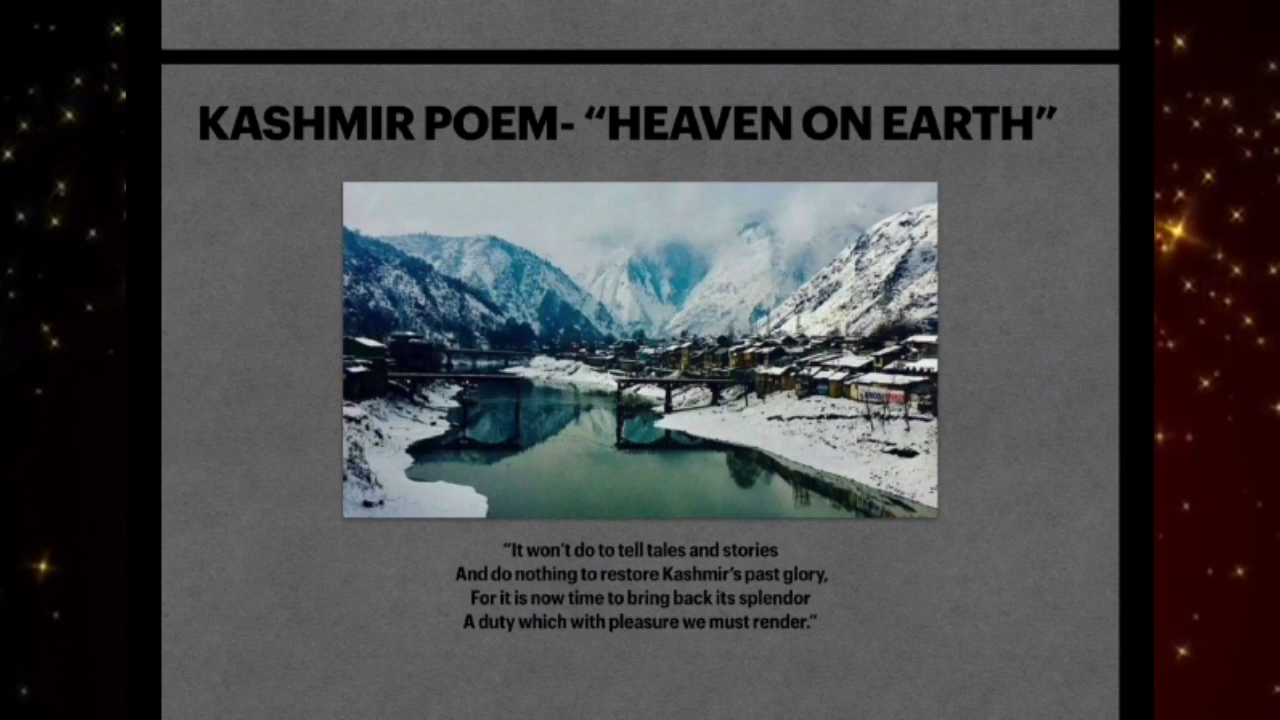 KASHMIR POEM- “HEAVEN ON EARTH”
“It won’t do to tell tales and stories
And do nothing to restore Kashmir’s past glory,
For it is now time to bring back its splendor
A duty which with pleasure we must render.”